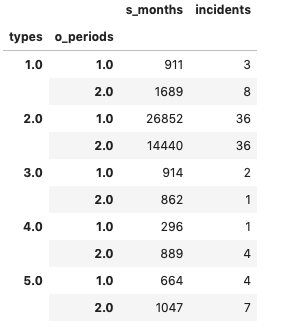 s_months incidents
types o_periods
1.0 1.0 911 3
2.0 1689 8
2.0 1.0 26852 36
2.0 14440 36
3.0 1.0 914 2
2.0 862 1
4.0 1.0 296 1
2.0 889 4
5.0 1.0 664 4
2.0 1047 7